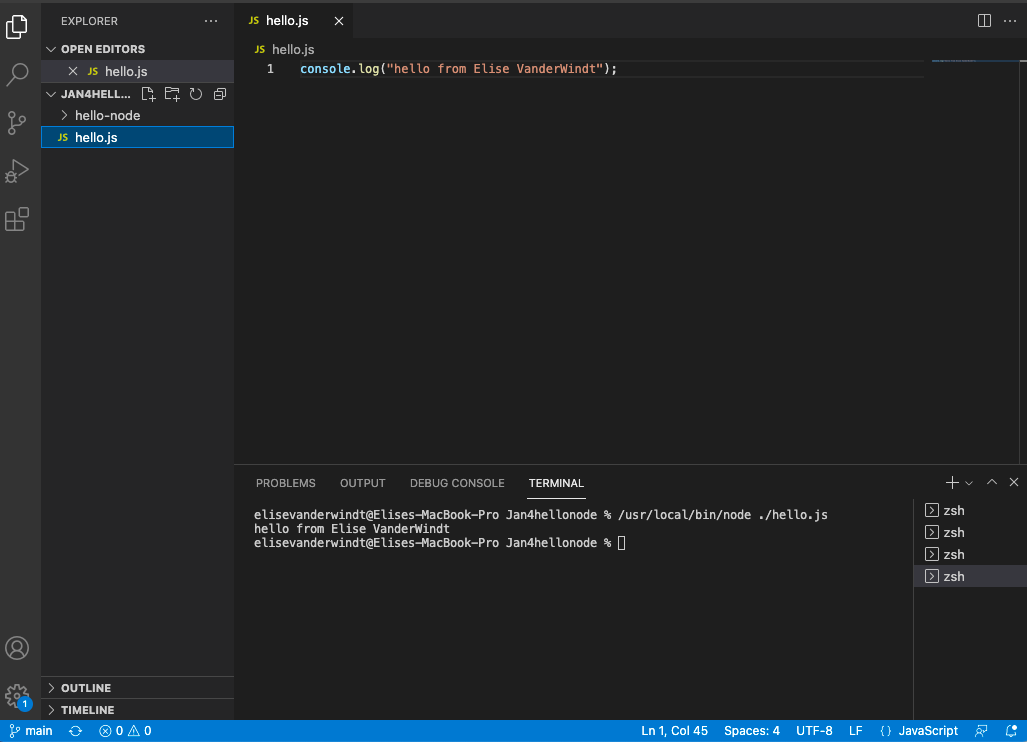 EXPLORER
OPEN EDITORS
JS hello.js
JAN4HELL...
hello-node
JS hello.js
OUTLINE
TIMELINE
JS hello.js
JS hello.js
1 console.log("hello from Elise VanderWindt");
PROBLEMS OUTPUT DEBUG CONSOLE TERMINAL
elisevanderwindt@Elises-MacBook-Pro Jan4hellonode % /usr/local/bin/node ./hello.js
hello from Elise VanderWindt
elisevanderwindt@Elises-MacBook-Pro Jan4hellonode %
zsh
zsh
zsh
zsh
1
main 0 0 Ln 1, Col 45 Spaces: 4 UTF-8 LF {} JavaScript